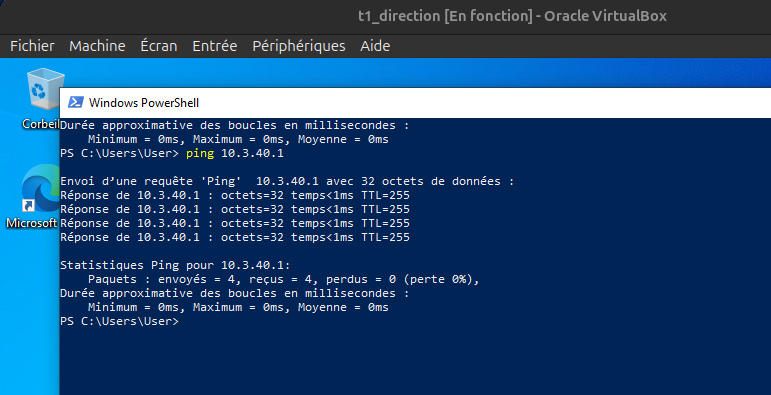 t1_direction [En fonction] - Oracle VirtualBox
Fichier Machine Écran Entrée Périphériques Aide
Windows PowerShell
Corbeil
Microsoft
Durée approximative des boucles en millisecondes :
Minimum = 0ms, Maximum = 0ms, Moyenne = 0ms
PS C:\Users\User> ping 10.3.40.1
Envoi d’une requête 'Ping'  10.3.40.1 avec 32 octets de données :
Réponse de 10.3.40.1 : octets=32 temps<1ms TTL=255
Réponse de 10.3.40.1 : octets=32 temps<1ms TTL=255
Réponse de 10.3.40.1 : octets=32 temps<1ms TTL=255
Réponse de 10.3.40.1 : octets=32 temps<1ms TTL=255
Statistiques Ping pour 10.3.40.1:
Paquets : envoyés = 4, reçus = 4, perdus = 0 (perte 0%),
Durée approximative des boucles en millisecondes :
Minimum = 0ms, Maximum = 0ms, Moyenne = 0ms
PS C:\Users\User>